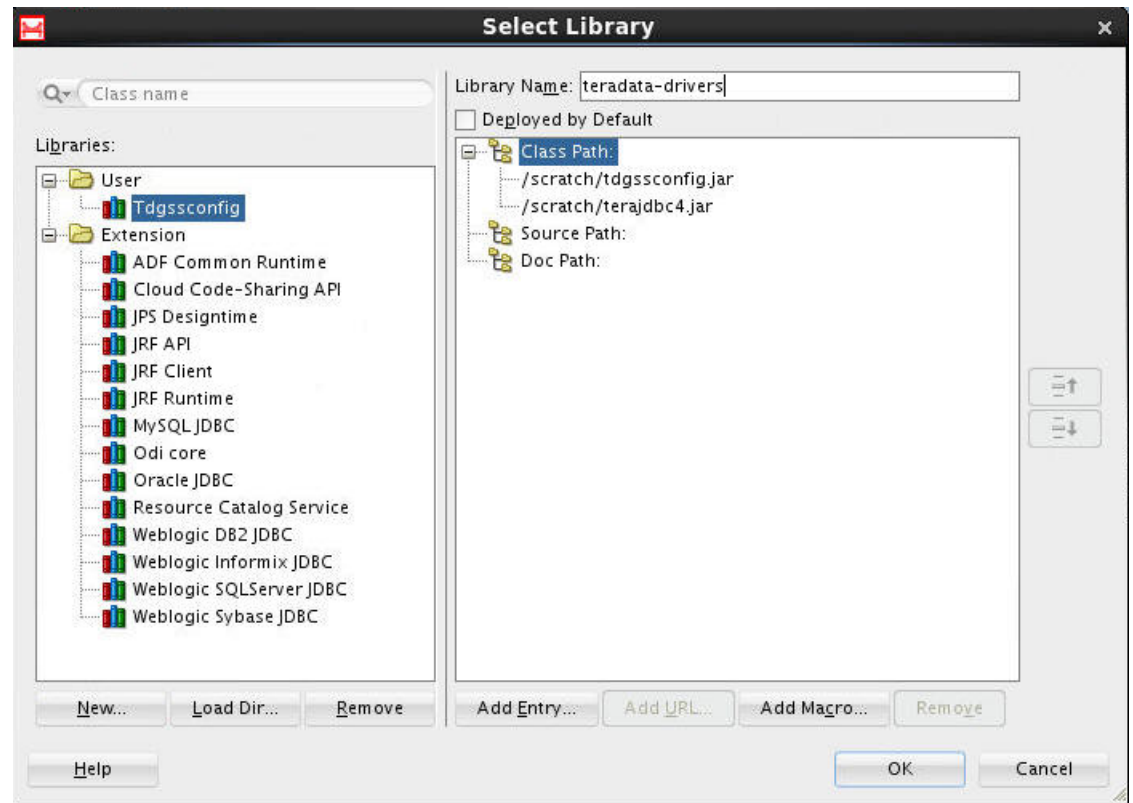 Select Library
Class name
Libraries:
User
Tdgssconfig
Extension
ADF Common Runtime
Cloud Code-Sharing API
JPS Designtime
JRF API
JRF Client
JRF Runtime
MySQL JDBC
Odi core
Oracle JDBC
Resource Catalog Service
Weblogic DB2 JDBC
Weblogic Informix JDBC
Weblogic SQLServer JDBC
Weblogic Sybase JDBC
New...
Load Dir...
Remove
Library Name: teradata-drivers
Deployed by Default
Class Path:
/scratch/tdgssconfig.jar
/scratch/terajdbc4.jar
Source Path:
Doc Path:
Add Entry...
Add URL...
Add Macro...
Remove
Help
OK
Cancel